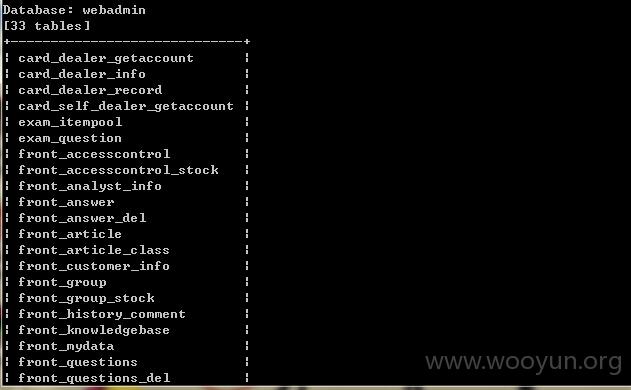 Database: webadmin
[33 tables]
+-----------------------------+
¦ card_dealer_getaccount ¦
¦ card_dealer_info ¦
¦ card_dealer_record ¦
¦ card_self_dealer_getaccount ¦
¦ exam_itempool ¦
¦ exam_question ¦
¦ front_accesscontrol ¦
¦ front_accesscontrol_stock ¦
¦ front_analyst_info ¦
¦ front_answer ¦
¦ front_answer_del ¦
¦ front_article ¦
¦ front_article_class ¦
¦ front_customer_info ¦
¦ front_group ¦
¦ front_group_stock ¦
¦ front_history_comment ¦
¦ front_knowledgebase ¦
¦ front_mydata ¦
¦ front_questions ¦
¦ front_questions_del ¦
www.wooyun.org